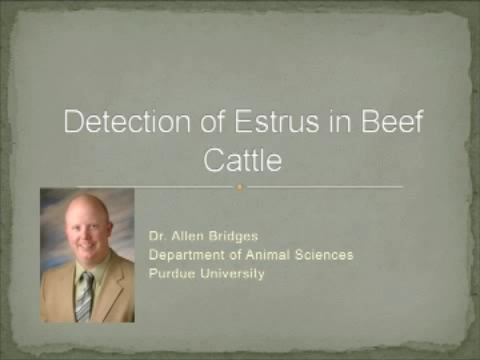 Detection of Estrus in Beef
Cattle
Dr. Allen Bridges
Department of Animal Sciences
Purdue University